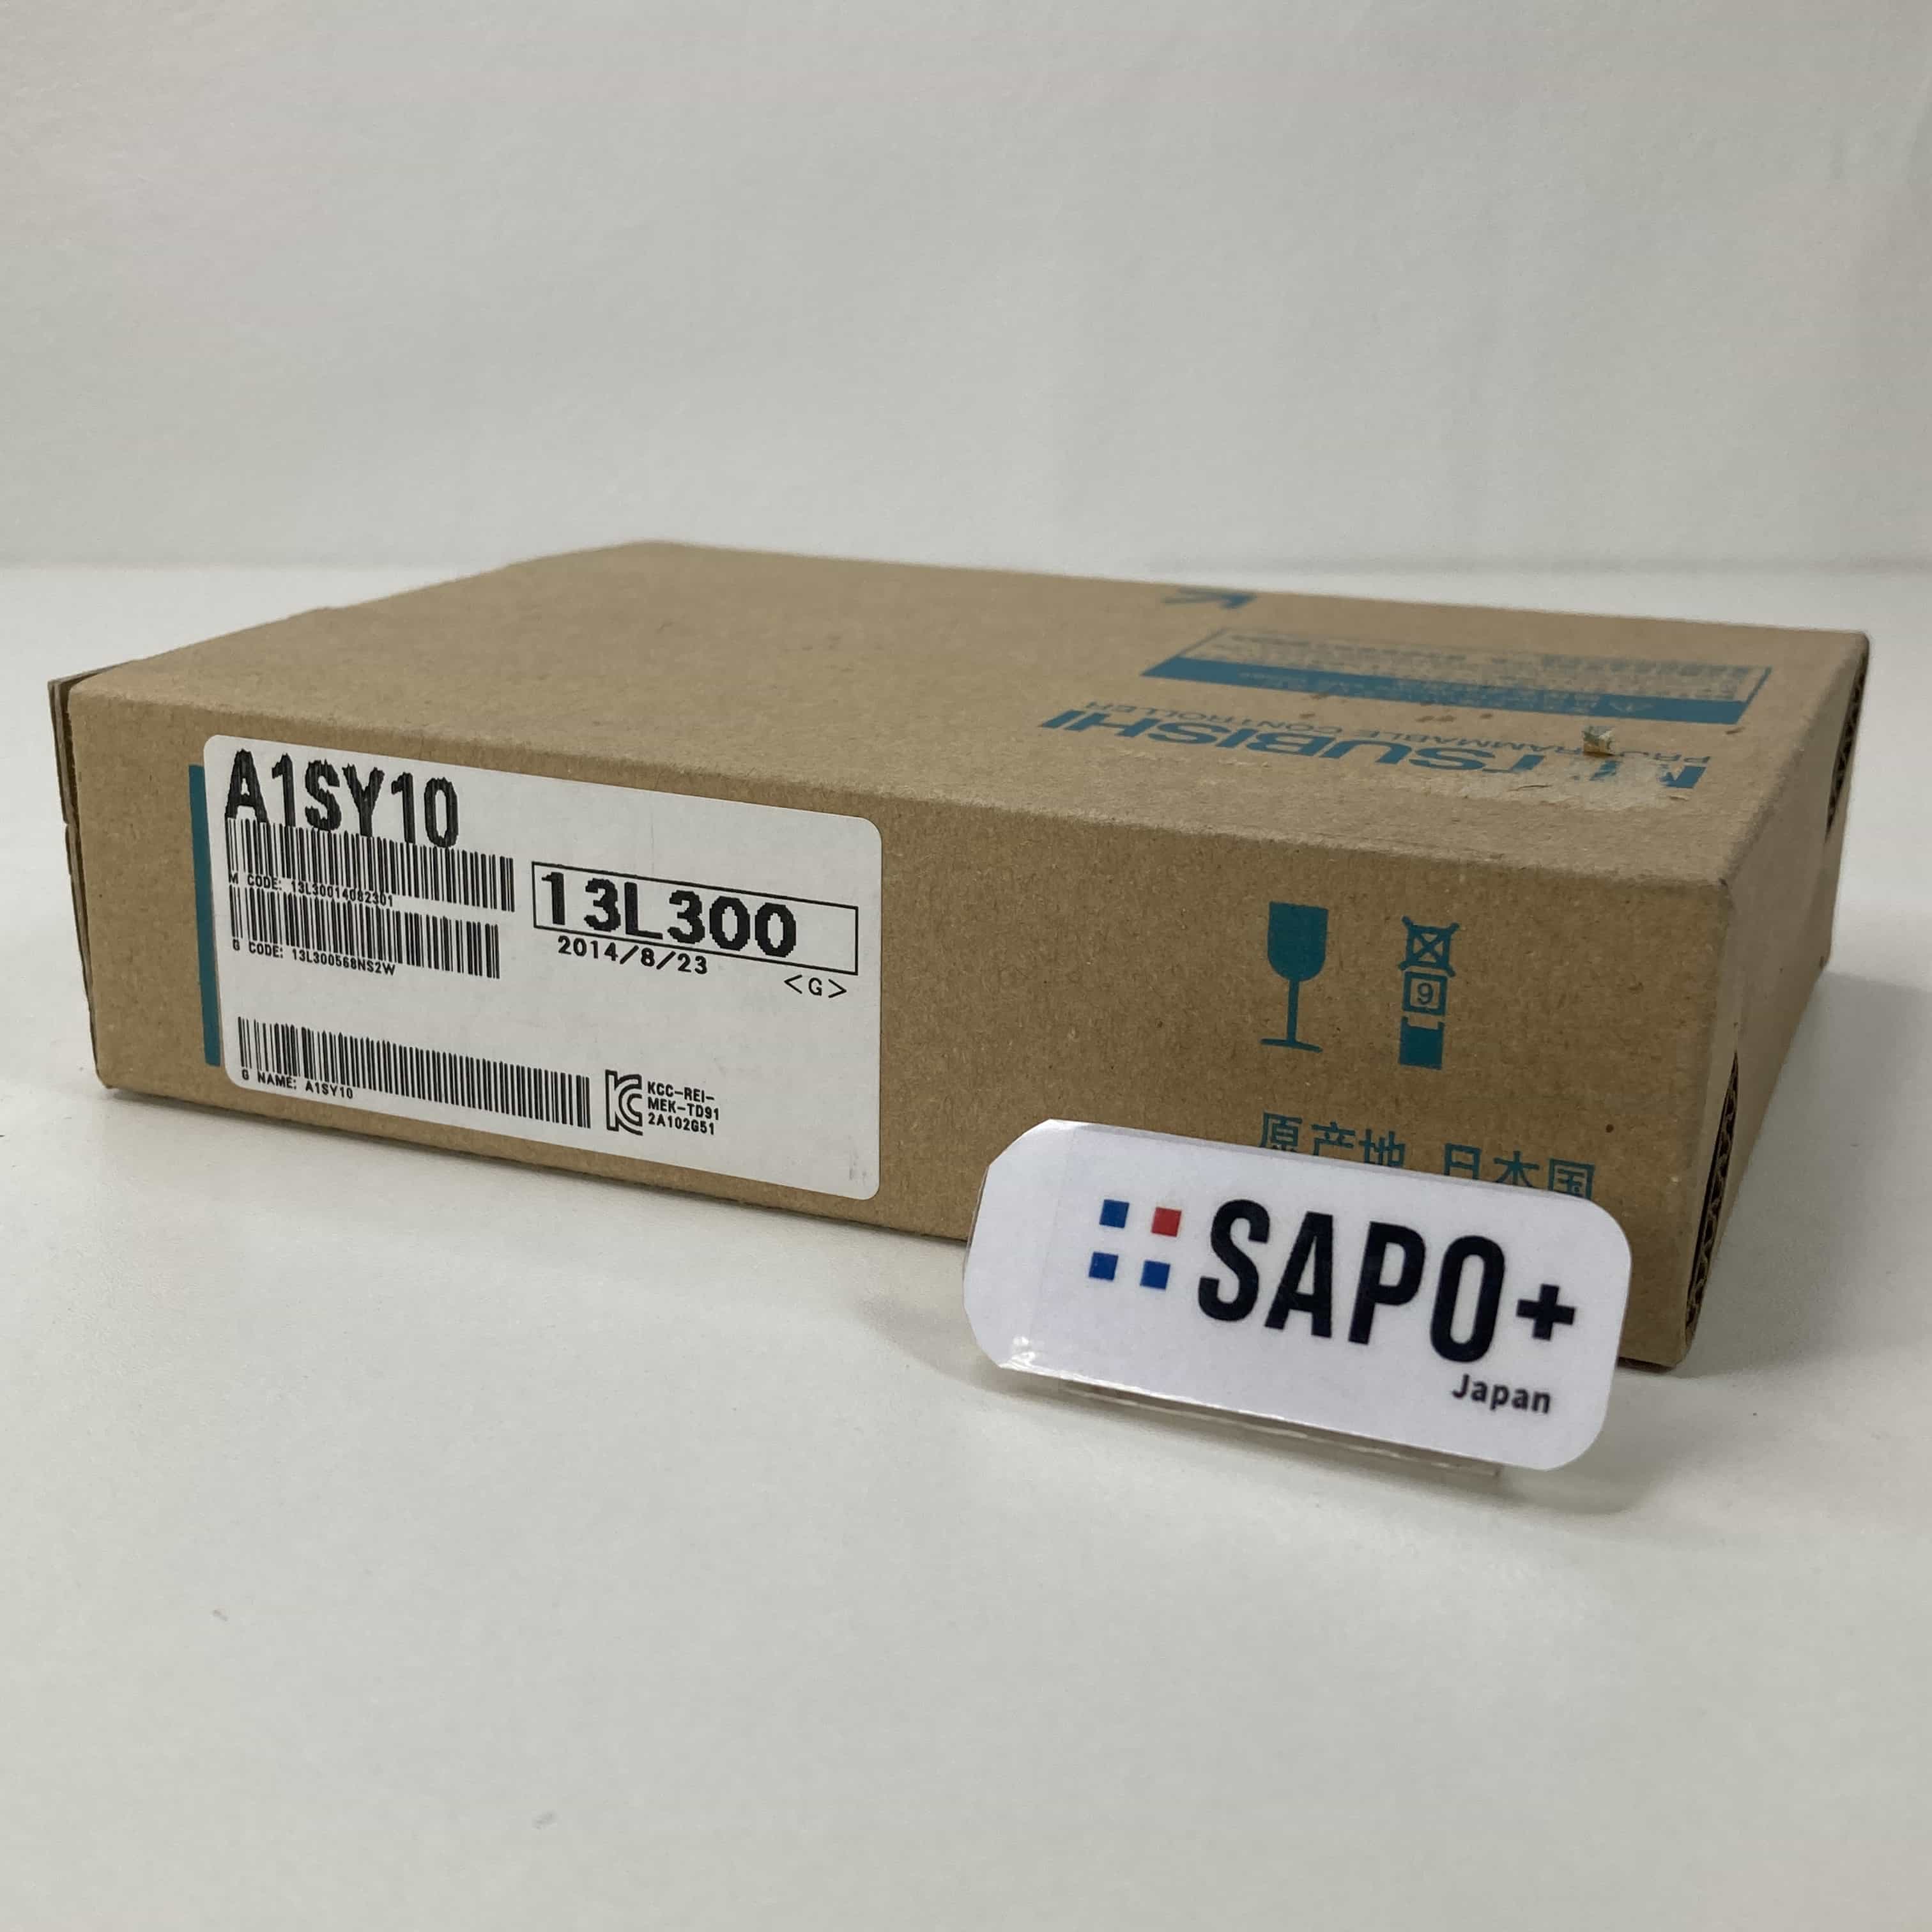 A1SY10
M CODE: 13L30014082301
G CODE: 13L300568NS2W
13L300
2014/8/23
<G>
G NAME: A1SY10
KCC-REI-
MEK-TD91
2A102G51
MITSUBISHI
PROGRAMMABLE CONTROLLER
9
原产地 日本国
SAPO+
Japan